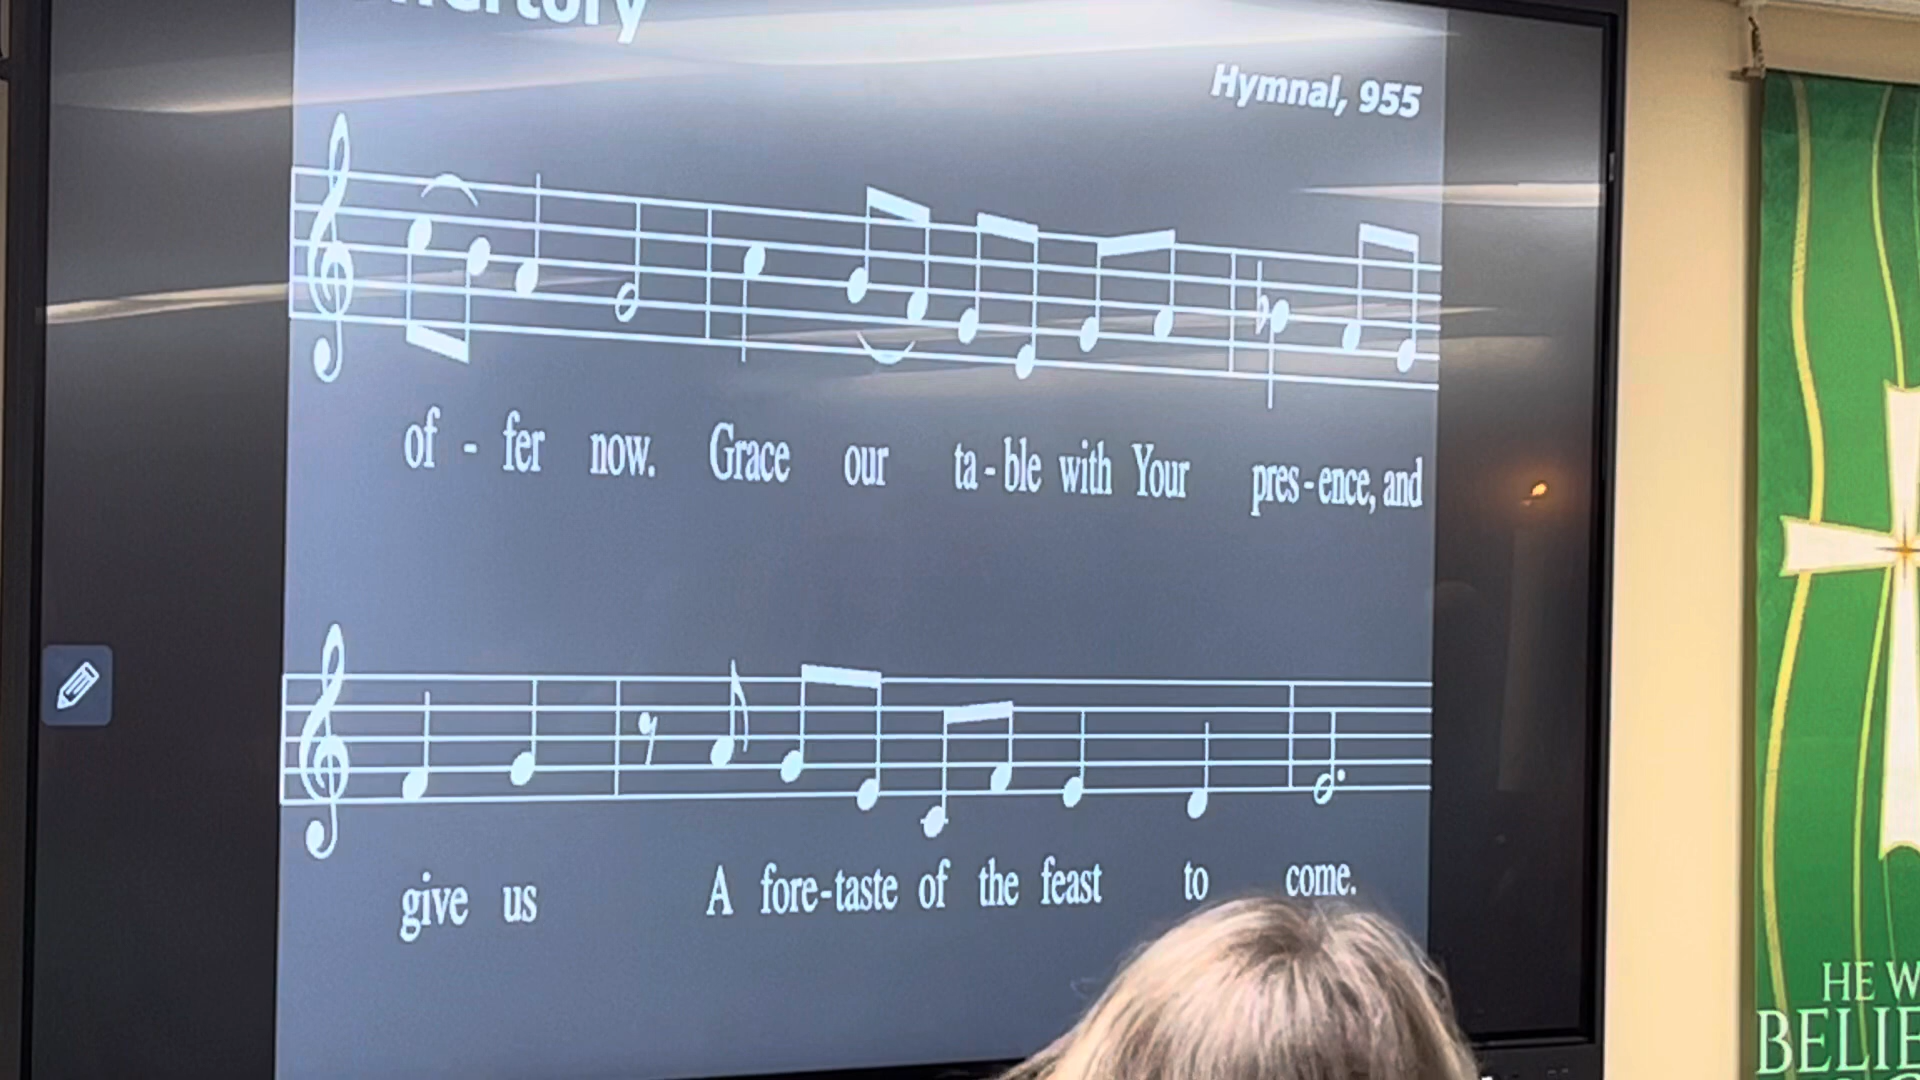 Hymnal, 955
of - fer now. Grace our ta - ble with Your pres - ence, and
give us A fore - taste of the feast to come.
HE
BELIE